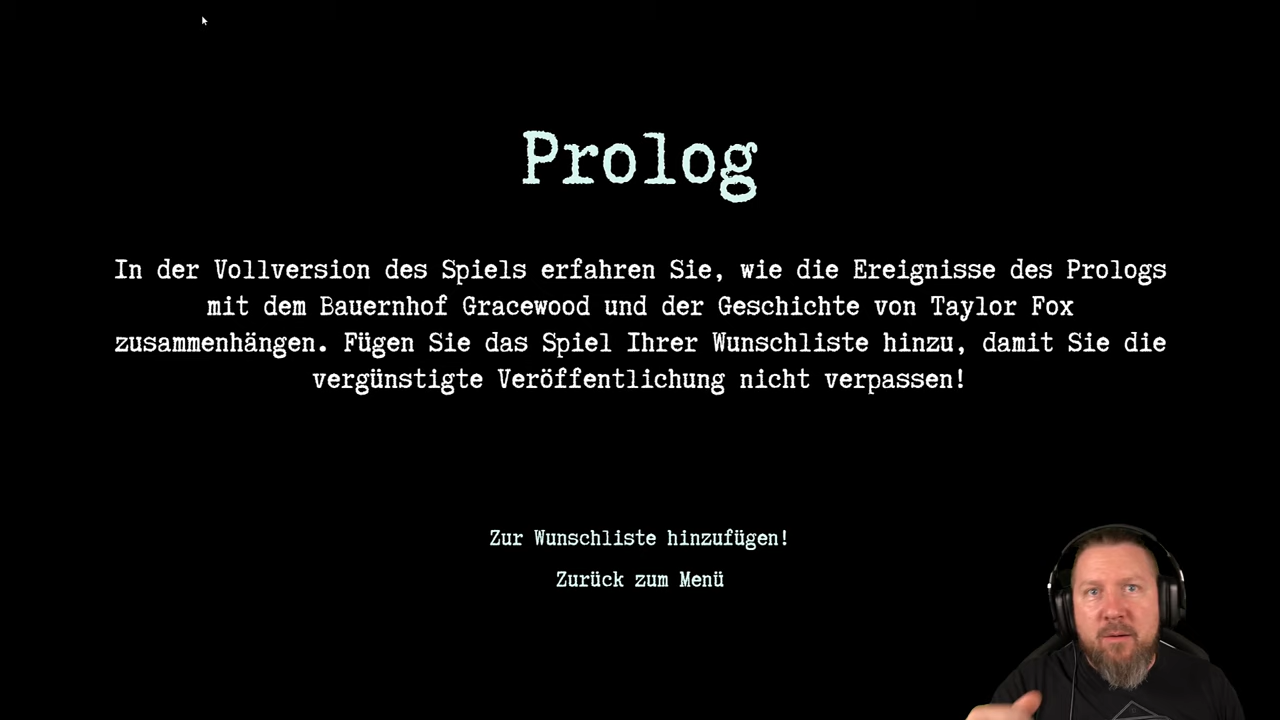 Prolog
In der Vollversion des Spiels erfahren Sie, wie die Ereignisse des Prologs
mit dem Bauernhof Gracewood und der Geschichte von Taylor Fox
zusammenhängen. Fügen Sie das Spiel Ihrer Wunschliste hinzu, damit Sie die
vergünstigte Veröffentlichung nicht verpassen!
Zur Wunschliste hinzufügen!
Zurück zum Menü